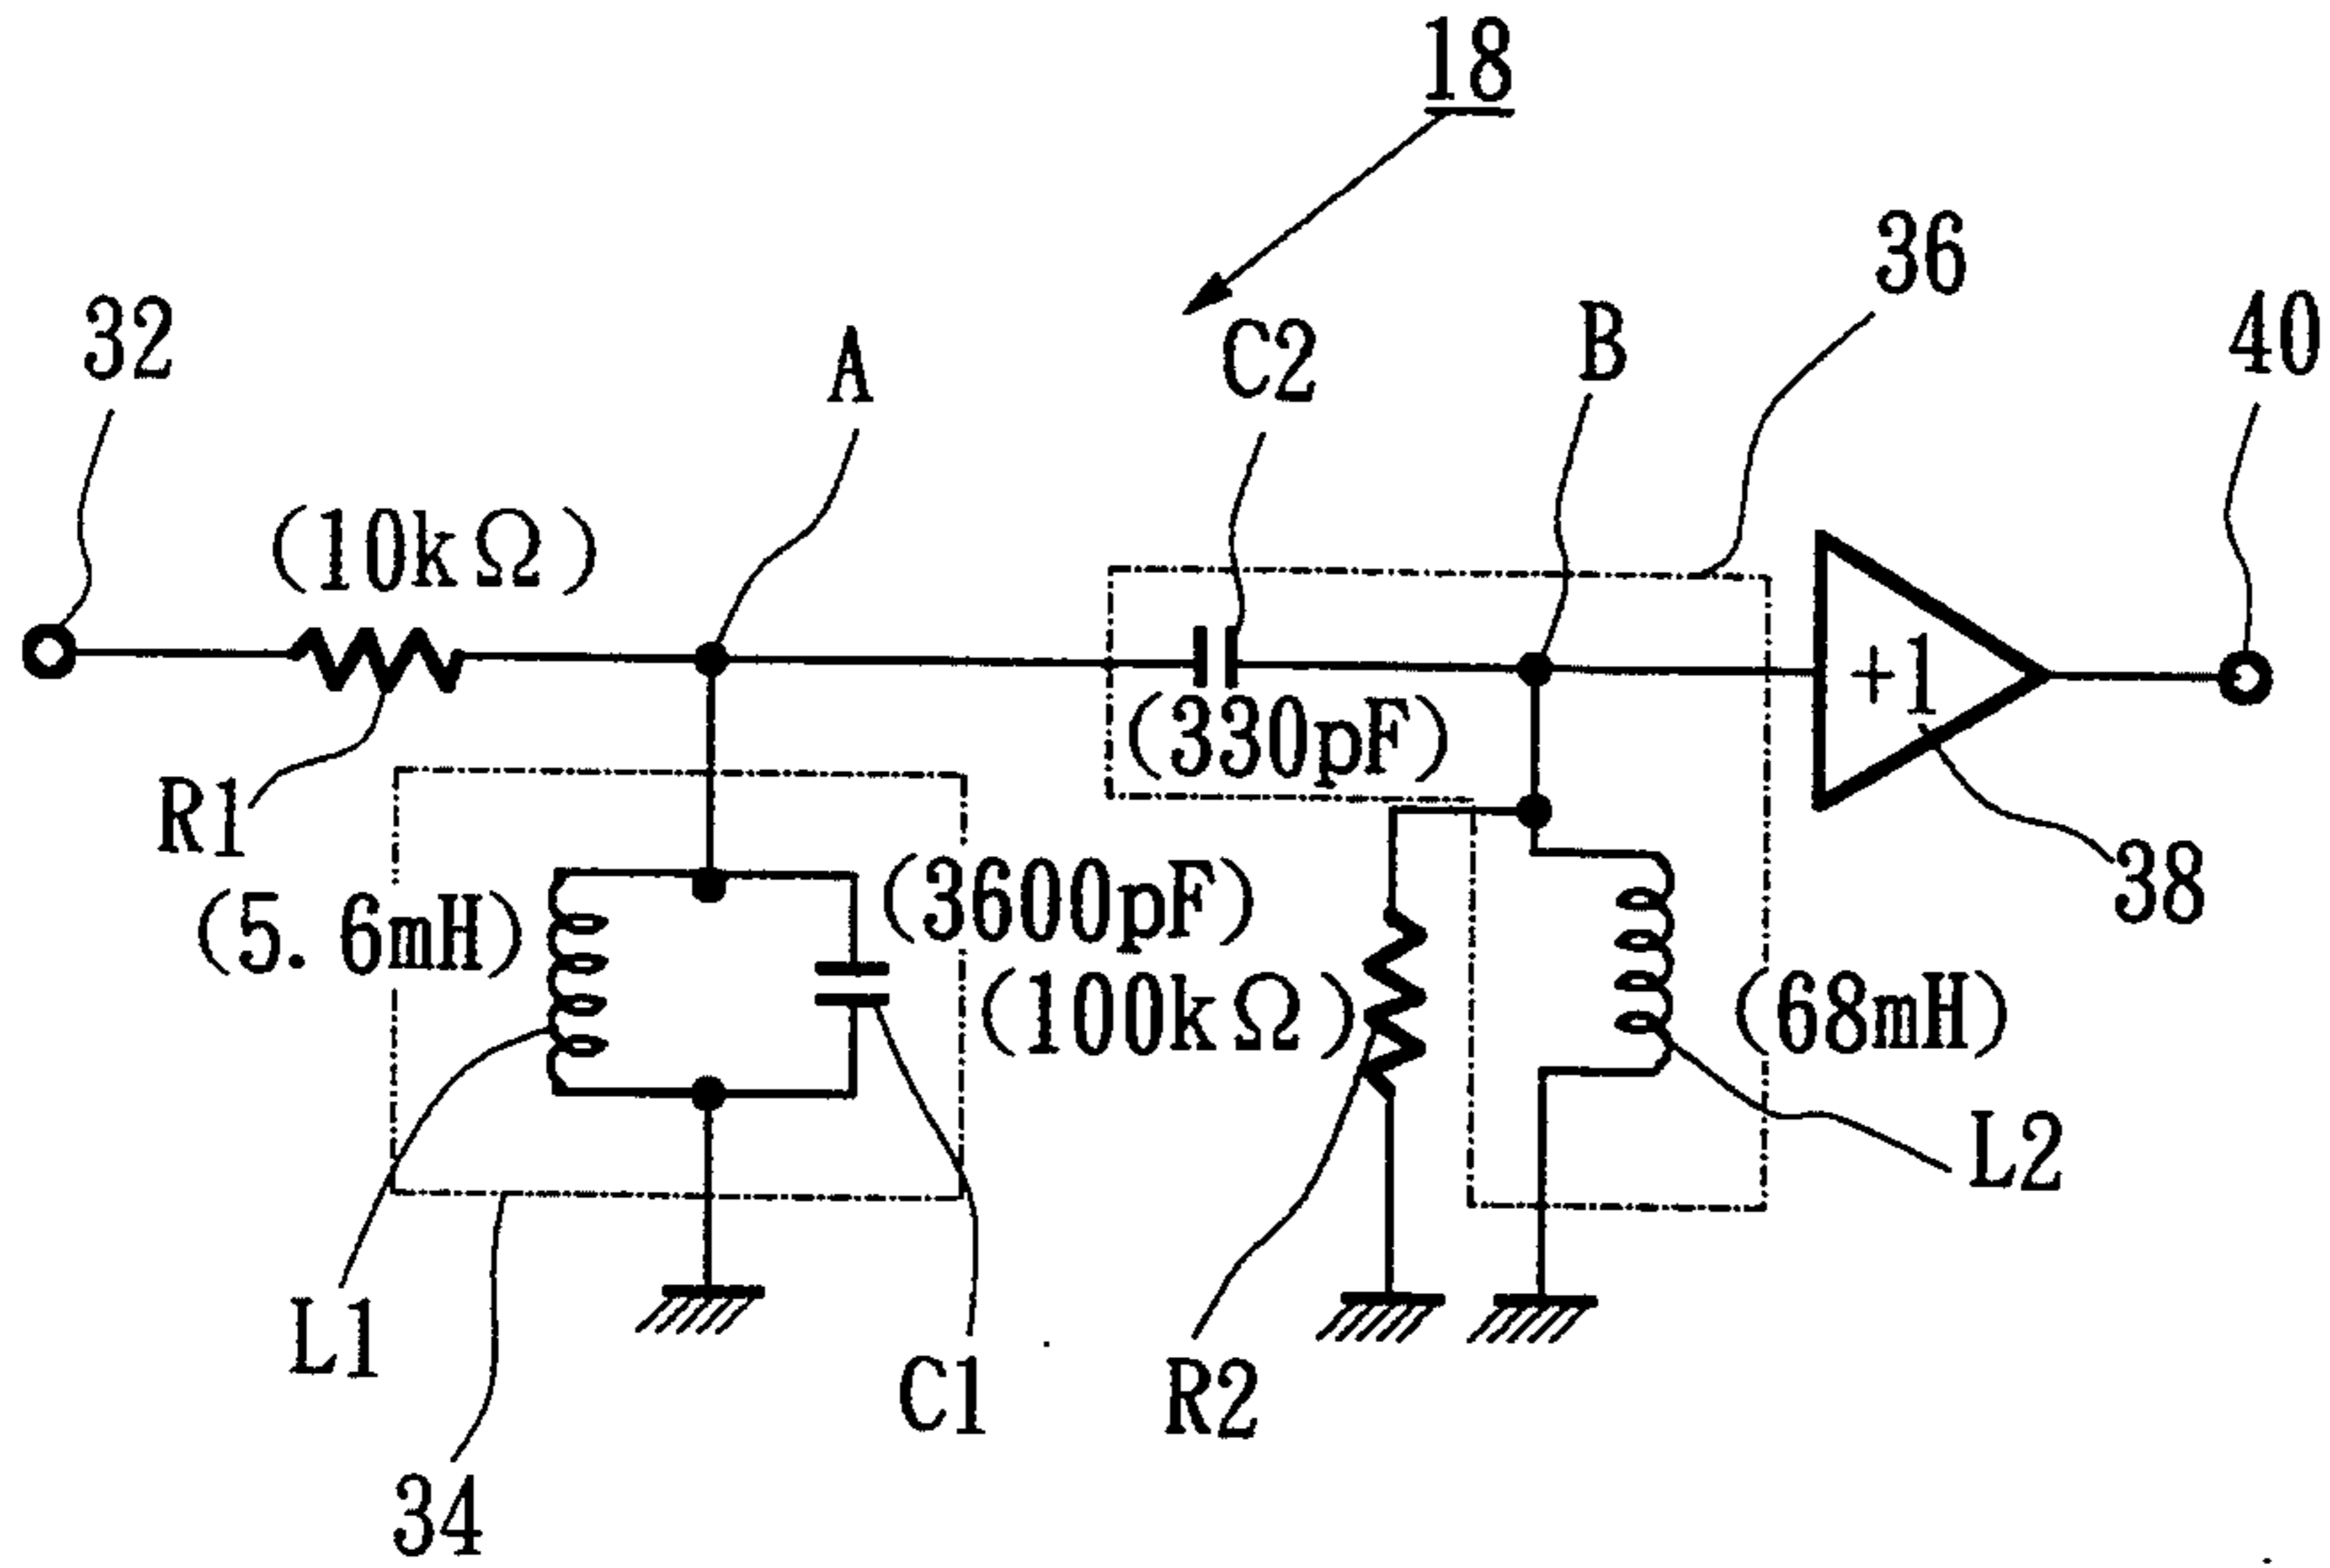 18
36
32
A
C2
B
40
(10kΩ)
+1
(330pF)
R1
(3600pF)
38
(5. 6mH)
(100kΩ)
(68mH)
L2
L1
C1
R2
34